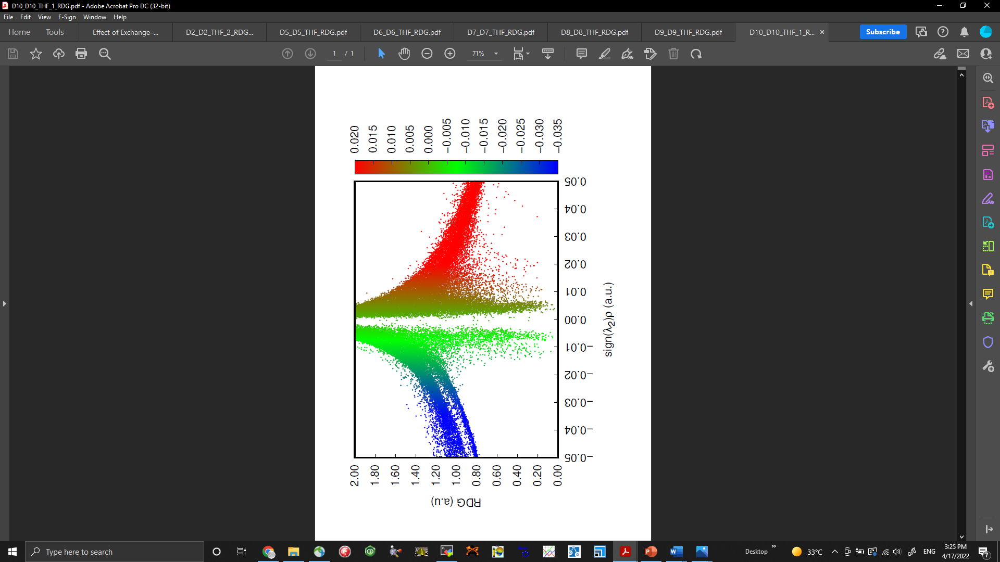 D10_D10_THF_1_RDG.pdf - Adobe Acrobat Pro DC (32-bit)
File Edit View E-Sign Window Help
Home Tools Effect of Exchange–... D2_D2_THF_2_RDG... D5_D5_THF_RDG.pdf D6_D6_THF_RDG.pdf D7_D7_THF_RDG.pdf D8_D8_THF_RDG.pdf D9_D9_THF_RDG.pdf D10_D10_THF_1_R... × Subscribe
1 / 1 71%
0.020 0.015 0.010 0.005 0.000 −0.005 −0.010 −0.015 −0.020 −0.025 −0.030 −0.035
0.05
0.04
0.03
0.02
0.01
0.00
−0.01
−0.02
−0.03
−0.04
−0.05
sign(λ2)ρ (a.u.)
2.00 1.80 1.60 1.40 1.20 1.00 0.80 0.60 0.40 0.20 0.00
RDG (a.u)
Type here to search
CD
Desktop »
33°C
ENG
3:25 PM
4/17/2022
7